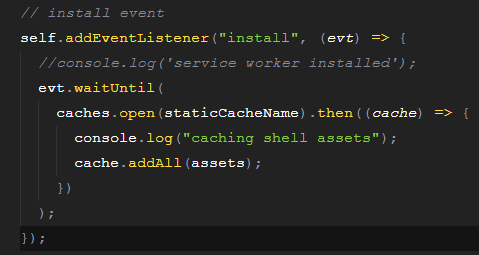 // install event
self.addEventListener("install", (evt) => {
//console.log('service worker installed');
evt.waitUntil(
caches.open(staticCacheName).then((cache) => {
console.log("caching shell assets");
cache.addAll(assets);
})
);
});